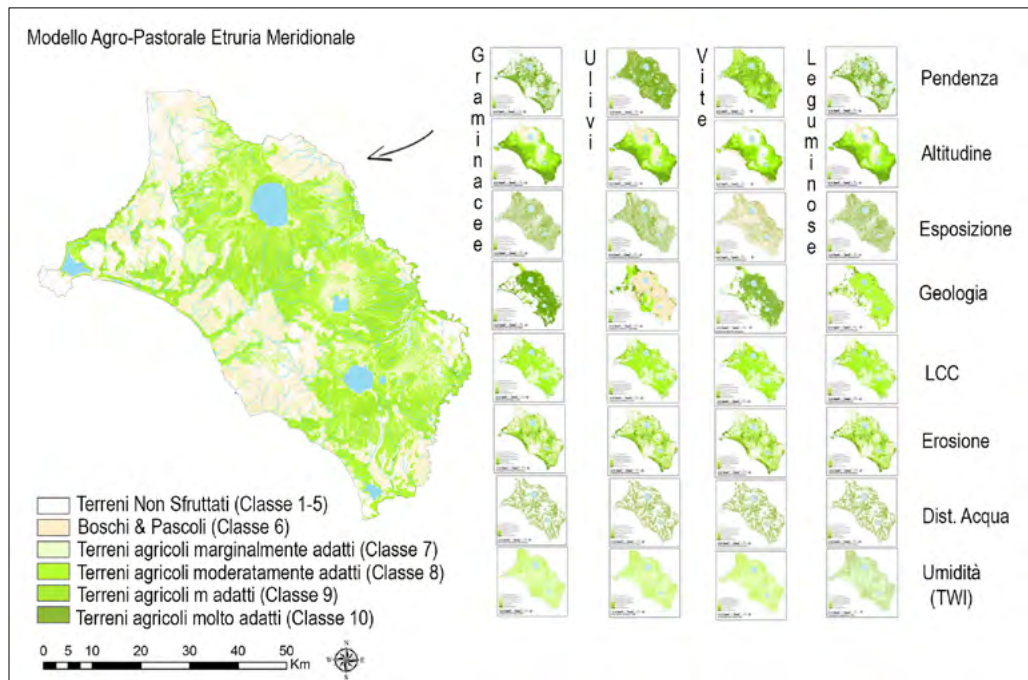 Modello Agro-Pastorale Etruria Meridionale
Graminacee
Ulivi
Vite
Leguminose
Pendenza
Altitudine
Esposizione
Geologia
LCC
Erosione
Dist. Acqua
Umidità
(TWI)
Terreni Non Sfruttati (Classe 1-5)
Boschi & Pascoli (Classe 6)
Terreni agricoli marginalmente adatti (Classe 7)
Terreni agricoli moderatamente adatti (Classe 8)
Terreni agricoli m adatti (Classe 9)
Terreni agricoli molto adatti (Classe 10)
0 5 10 20 30 40 50
Km
N
W E
S